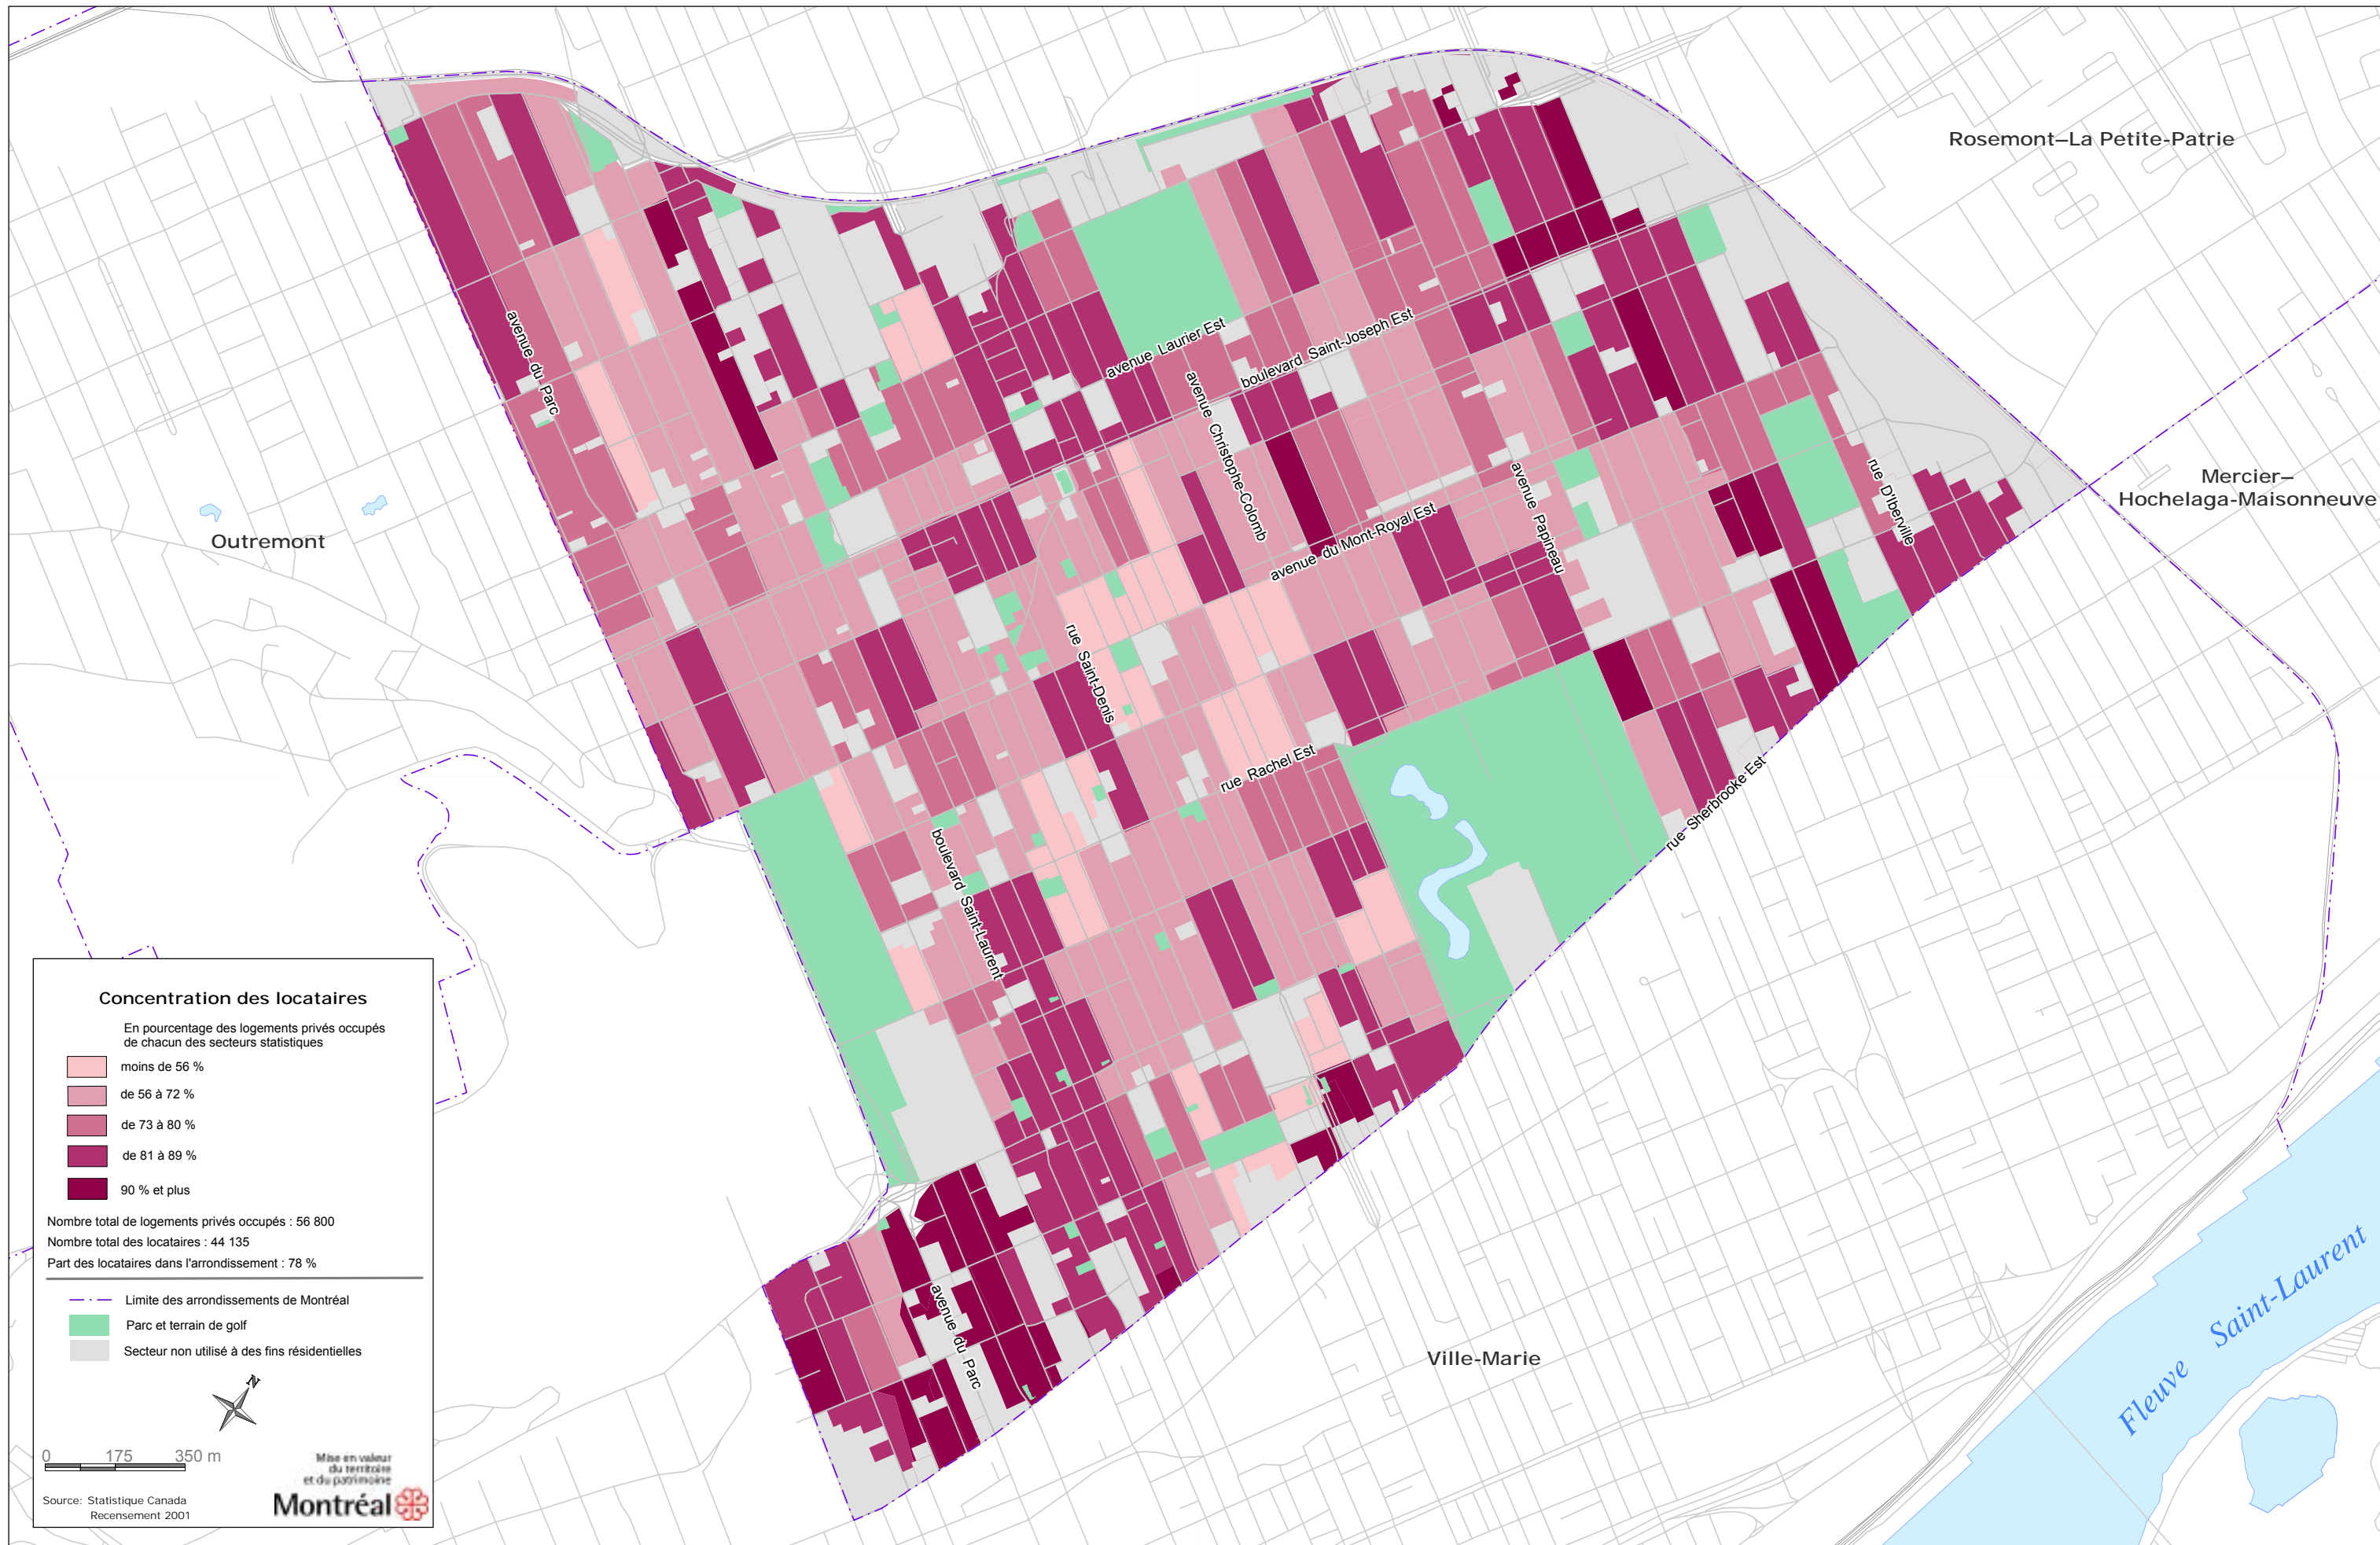 Rosemont–La Petite-Patrie
Mercier–
Hochelaga-Maisonneuve
Outremont
Ville-Marie
Fleuve Saint-Laurent
avenue du Parc
avenue Laurier Est
boulevard Saint-Joseph Est
avenue Christophe-Colomb
avenue du Mont-Royal Est
avenue Papineau
rue D'Iberville
rue Saint-Denis
rue Rachel Est
rue Sherbrooke Est
boulevard Saint-Laurent
avenue du Parc
Concentration des locataires
En pourcentage des logements privés occupés
de chacun des secteurs statistiques
moins de 56 %
de 56 à 72 %
de 73 à 80 %
de 81 à 89 %
90 % et plus
Nombre total de logements privés occupés : 56 800
Nombre total des locataires : 44 135
Part des locataires dans l'arrondissement : 78 %
Limite des arrondissements de Montréal
Parc et terrain de golf
Secteur non utilisé à des fins résidentielles
N
0 175 350 m
Mise en valeur
du territoire
et du patrimoine
Montréal
Source: Statistique Canada
Recensement 2001